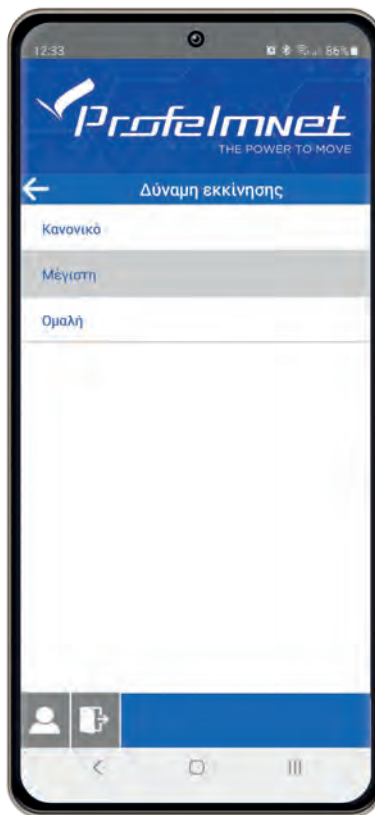 12:33
86%
Profelmnet
THE POWER TO MOVE
Δύναμη εκκίνησης
Κανονικό
Μέγιστη
Ομαλή